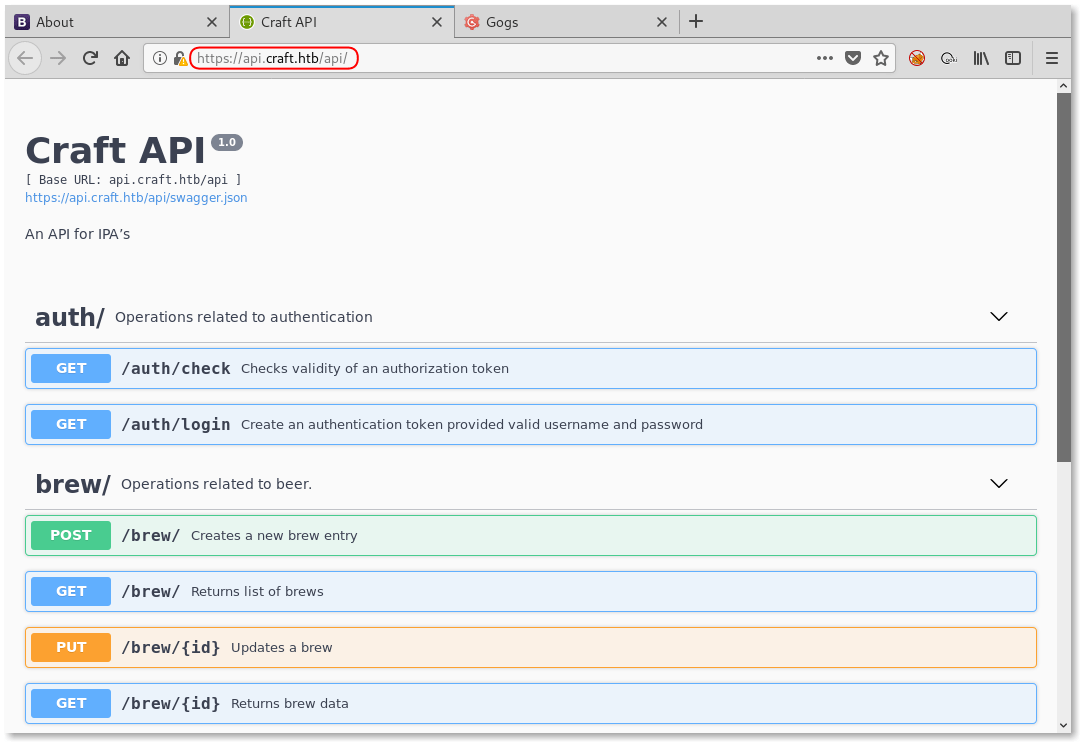 B About
Craft API
Gogs
https://api.craft.htb/api/
Craft API 1.0
[ Base URL: api.craft.htb/api ]
https://api.craft.htb/api/swagger.json
An API for IPA’s
auth/ Operations related to authentication
GET /auth/check Checks validity of an authorization token
GET /auth/login Create an authentication token provided valid username and password
brew/ Operations related to beer.
POST /brew/ Creates a new brew entry
GET /brew/ Returns list of brews
PUT /brew/{id} Updates a brew
GET /brew/{id} Returns brew data